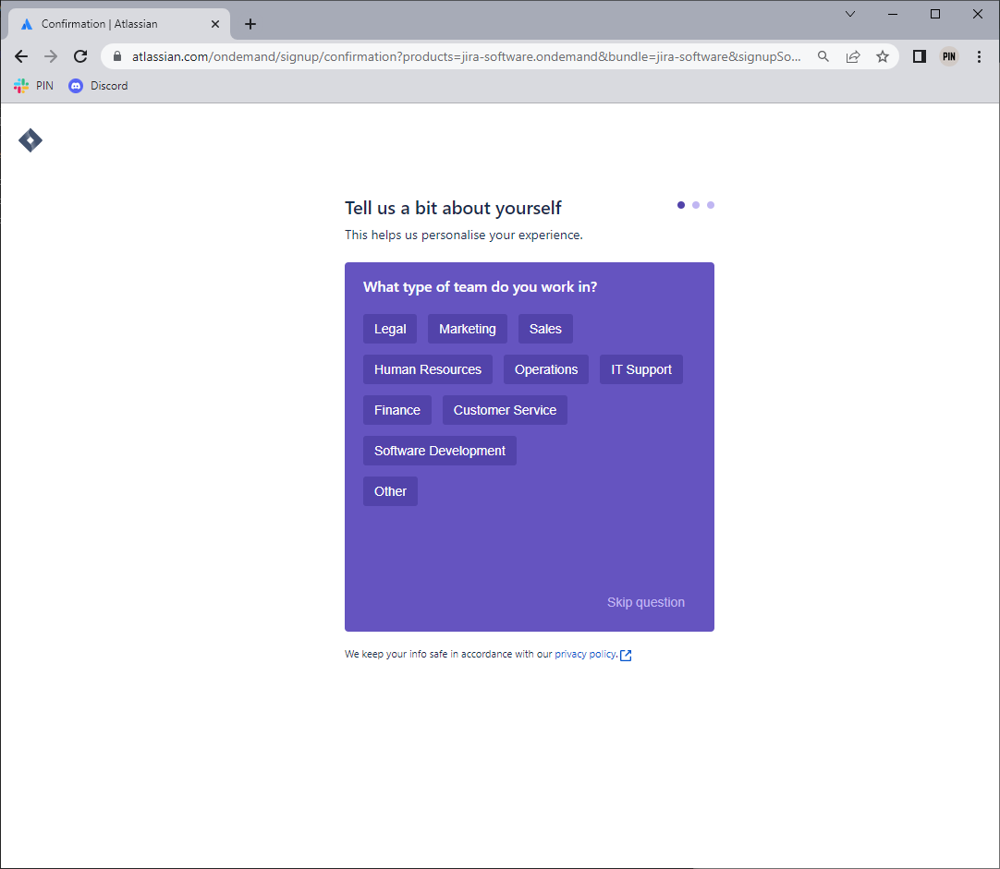 Confirmation | Atlassian
atlassian.com/ondemand/signup/confirmation?products=jira-software.ondemand&bundle=jira-software&signupSo...
PIN
PIN Discord
Tell us a bit about yourself
This helps us personalise your experience.
What type of team do you work in?
Legal Marketing Sales
Human Resources Operations IT Support
Finance Customer Service
Software Development
Other
Skip question
We keep your info safe in accordance with our privacy policy.